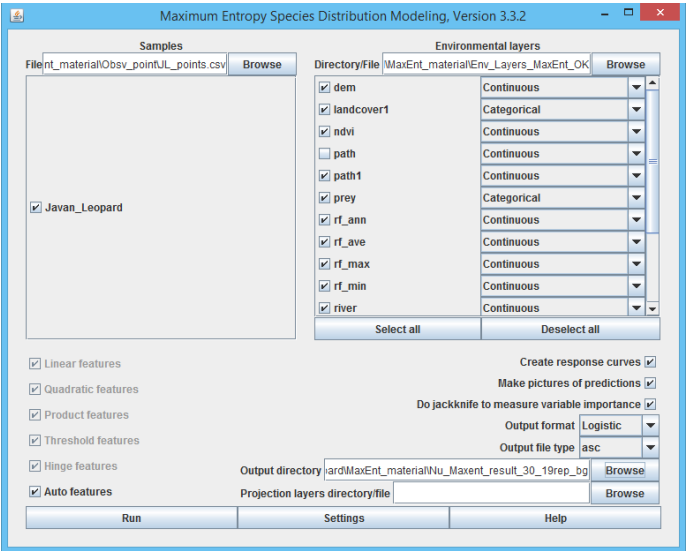 Maximum Entropy Species Distribution Modeling, Version 3.3.2
Samples
File nt_material\Obsv_point\JL_points.csv Browse
Javan_Leopard
Environmental layers
Directory/File \MaxEnt_material\Env_Layers_MaxEnt_OK Browse
dem Continuous
landcover1 Categorical
ndvi Continuous
path Continuous
path1 Continuous
prey Categorical
rf_ann Continuous
rf_ave Continuous
rf_max Continuous
rf_min Continuous
river Continuous
Select all Deselect all
Linear features
Quadratic features
Product features
Threshold features
Hinge features
Auto features
Create response curves
Make pictures of predictions
Do jackknife to measure variable importance
Output format Logistic
Output file type asc
Output directory ard\MaxEnt_material\Nu_Maxent_result_30_19rep_bg Browse
Projection layers directory/file Browse
Run Settings Help